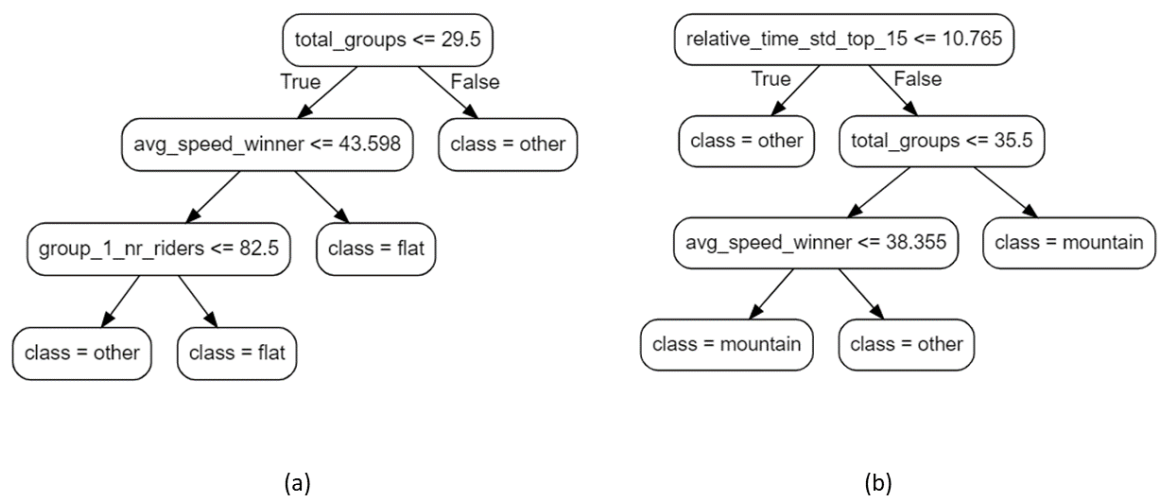 total_groups <= 29.5
True
False
avg_speed_winner <= 43.598
class = other
group_1_nr_riders <= 82.5
class = flat
class = other
class = flat
(a)
relative_time_std_top_15 <= 10.765
True
False
class = other
total_groups <= 35.5
avg_speed_winner <= 38.355
class = mountain
class = mountain
class = other
(b)